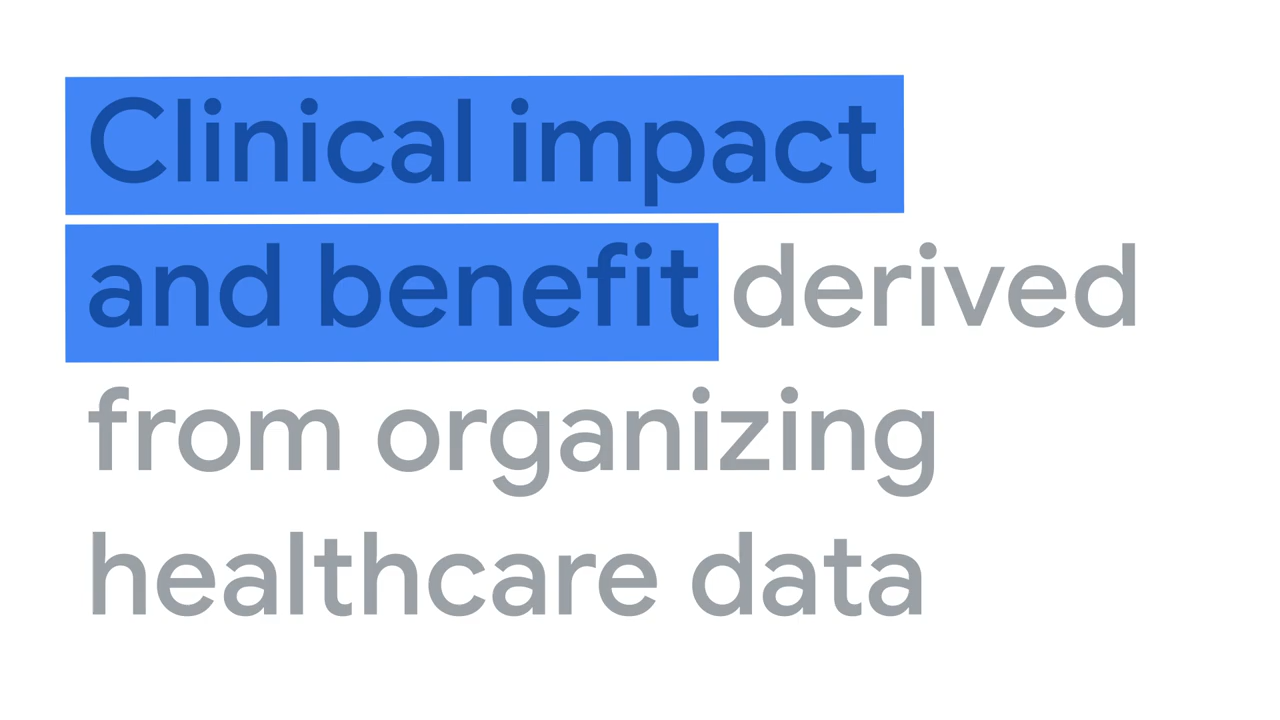 Clinical impact
and benefit derived
from organizing
healthcare data